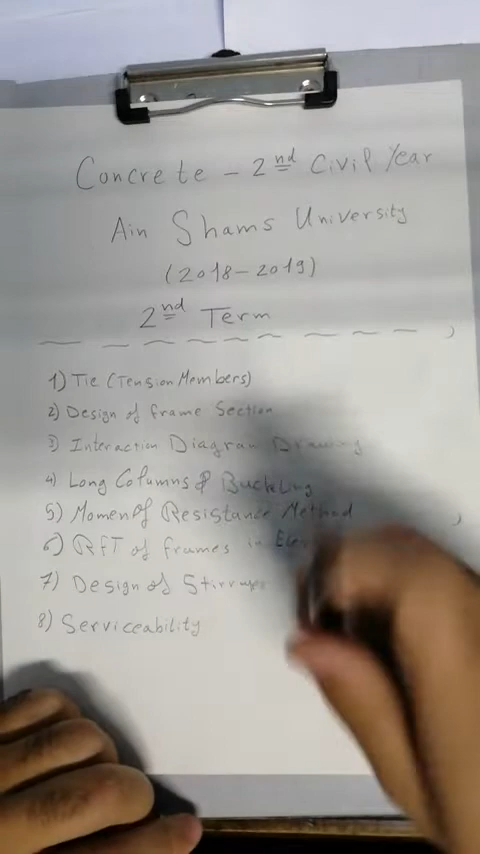 Concrete - 2nd Civil Year
Ain Shams University
(2018-2019)
2nd Term
1) Tie (Tension Members)
2) Design of frame Section
3) Interaction Diagram Drawing
4) Long Columns & Buckling
5) Moment of Resistance Method
6) RFT of frames in
7) Design of Stirrups
8) Serviceability